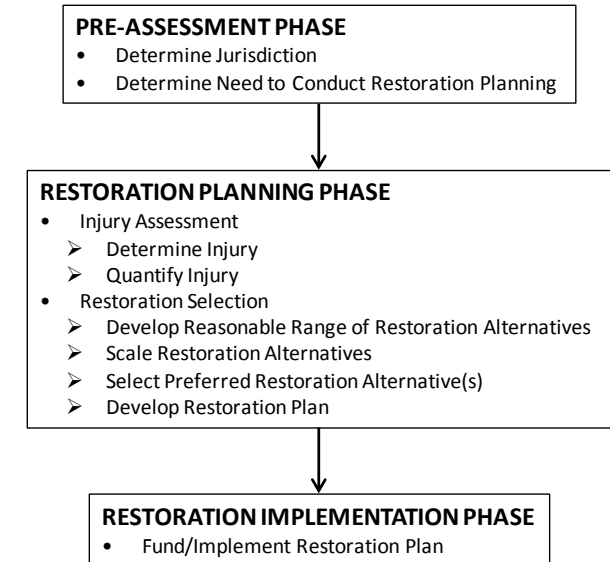 PRE-ASSESSMENT PHASE
• Determine Jurisdiction
• Determine Need to Conduct Restoration Planning
RESTORATION PLANNING PHASE
• Injury Assessment
➢ Determine Injury
➢ Quantify Injury
• Restoration Selection
➢ Develop Reasonable Range of Restoration Alternatives
➢ Scale Restoration Alternatives
➢ Select Preferred Restoration Alternative(s)
➢ Develop Restoration Plan
RESTORATION IMPLEMENTATION PHASE
• Fund/Implement Restoration Plan